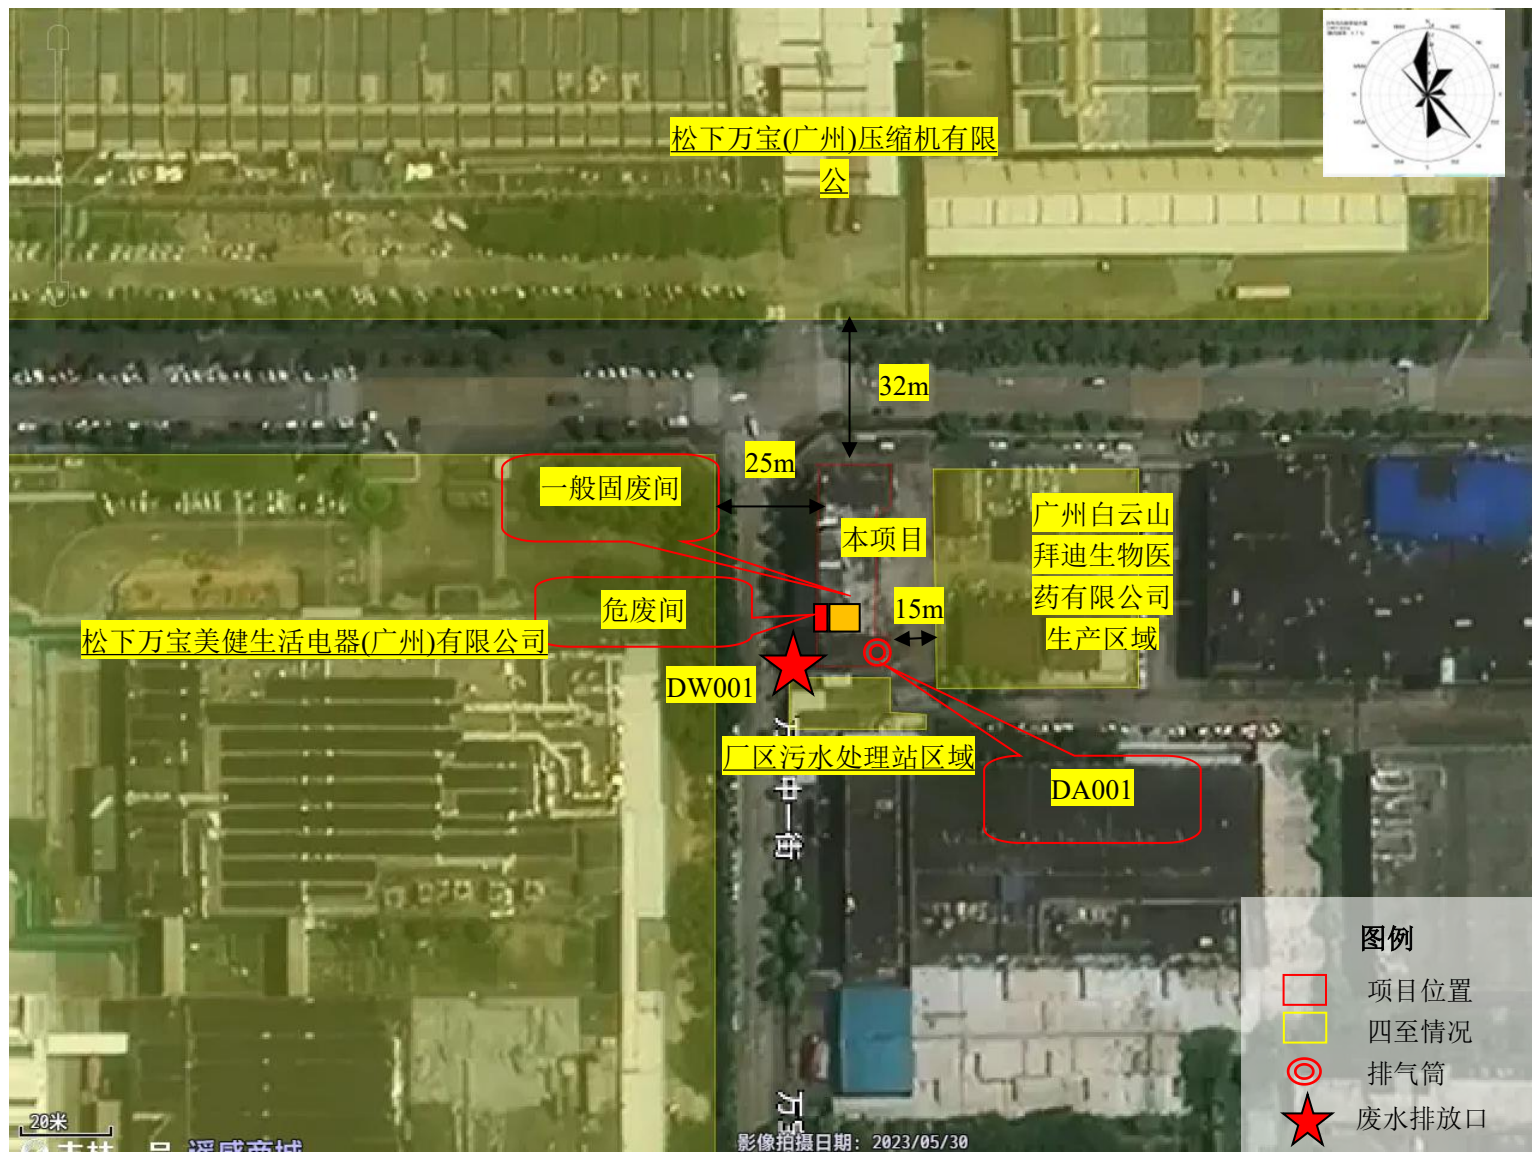 松下万宝(广州)压缩机有限
公
32m
25m
一般固废间
本项目
广州白云山
拜迪生物医
药有限公司
生产区域
危废间
15m
松下万宝美健生活电器(广州)有限公司
DW001
厂区污水处理站区域
DA001
中一街
图例
项目位置
四至情况
排气筒
废水排放口
20米
遥感商城
影像拍摄日期: 2023/05/30